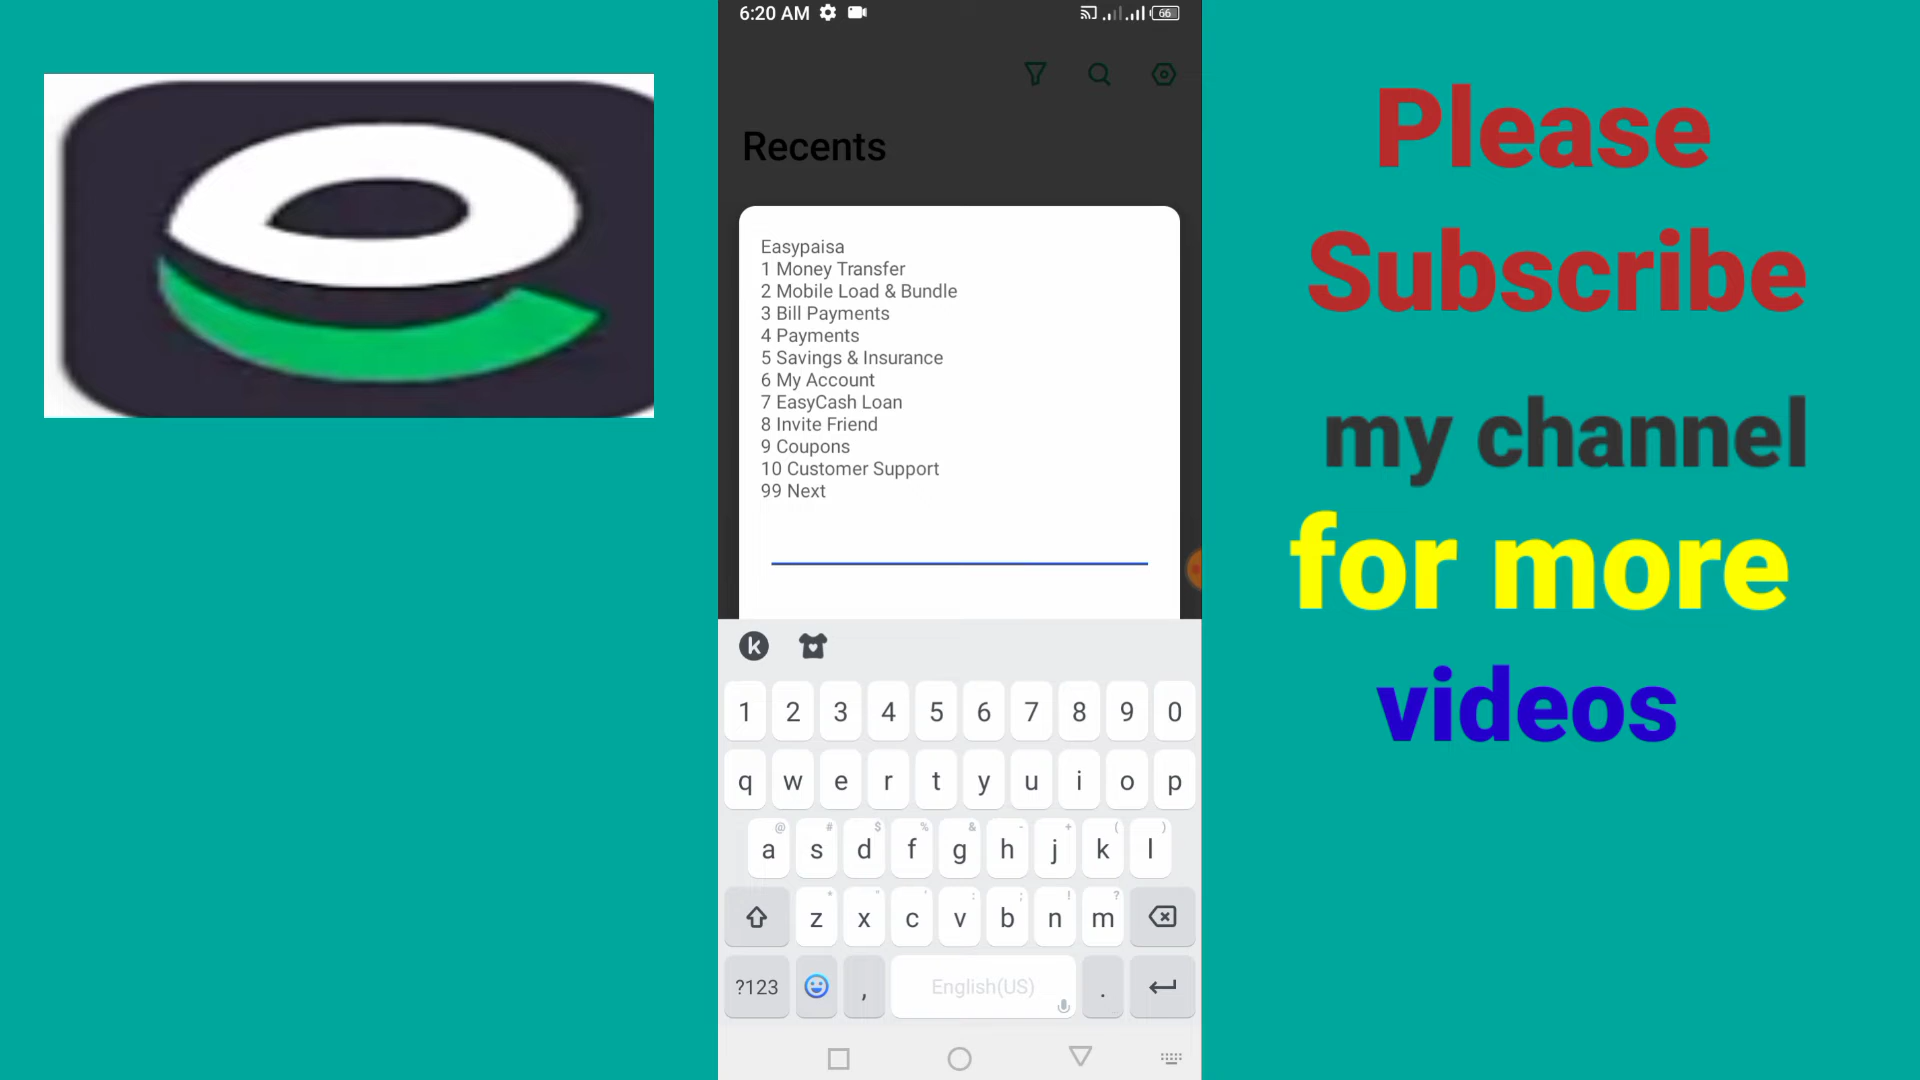 6:20 AM
66
Recents
Easypaisa
1 Money Transfer
2 Mobile Load & Bundle
3 Bill Payments
4 Payments
5 Savings & Insurance
6 My Account
7 EasyCash Loan
8 Invite Friend
9 Coupons
10 Customer Support
99 Next
k
1 2 3 4 5 6 7 8 9 0
q w e r t y u i o p
@ # $ % & - + ( )
a s d f g h j k l
* " ' : ; ! ?
z x c v b n m
?123 , English(US) .
Please
Subscribe
my channel
for more
videos